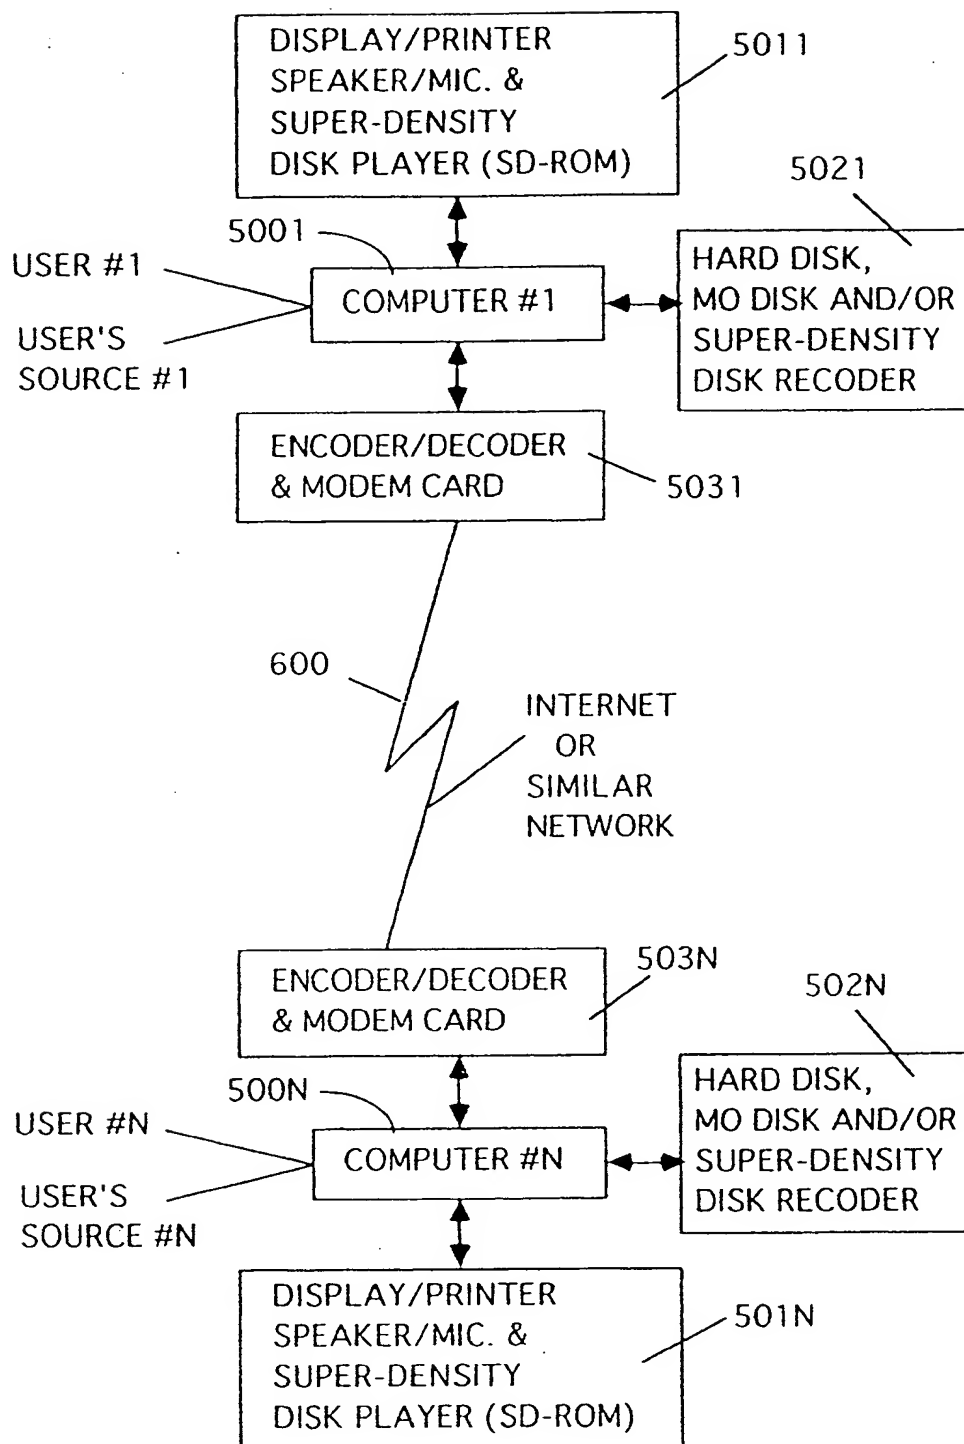 DISPLAY/PRINTER
SPEAKER/MIC. &
SUPER-DENSITY
DISK PLAYER (SD-ROM)
5011
5021
5001
USER #1
USER'S
SOURCE #1
COMPUTER #1
HARD DISK,
MO DISK AND/OR
SUPER-DENSITY
DISK RECODER
ENCODER/DECODER
& MODEM CARD
5031
600
INTERNET
OR
SIMILAR
NETWORK
ENCODER/DECODER
& MODEM CARD
503N
502N
500N
USER #N
USER'S
SOURCE #N
COMPUTER #N
HARD DISK,
MO DISK AND/OR
SUPER-DENSITY
DISK RECODER
DISPLAY/PRINTER
SPEAKER/MIC. &
SUPER-DENSITY
DISK PLAYER (SD-ROM)
501N